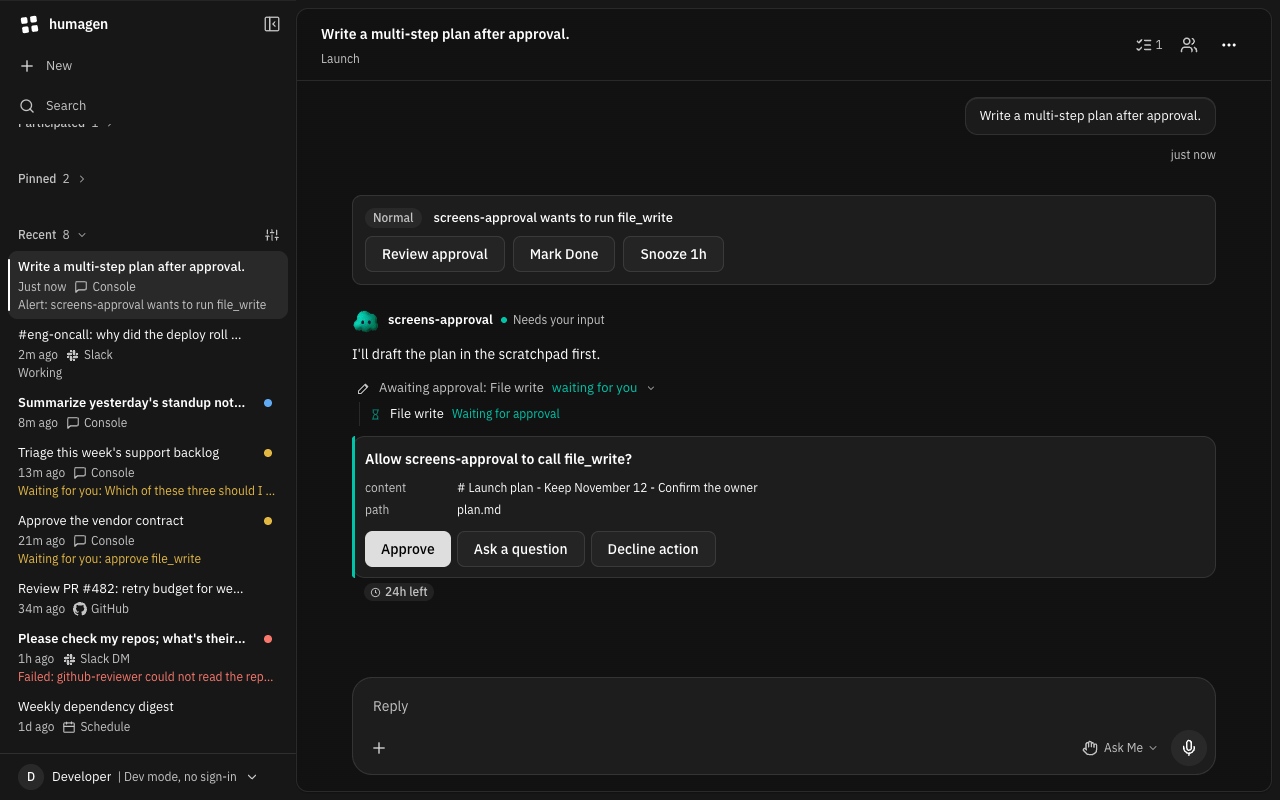 humagen
New
Search
Participated 1
Pinned 2
Recent 8
Write a multi-step plan after approval.
Just now Console
Alert: screens-approval wants to run file_write
#eng-oncall: why did the deploy roll ...
2m ago Slack
Working
Summarize yesterday's standup not...
8m ago Console
Triage this week's support backlog
13m ago Console
Waiting for you: Which of these three should I ...
Approve the vendor contract
21m ago Console
Waiting for you: approve file_write
Review PR #482: retry budget for we...
34m ago GitHub
Please check my repos; what's their...
1h ago Slack DM
Failed: github-reviewer could not read the rep...
Weekly dependency digest
1d ago Schedule
D Developer | Dev mode, no sign-in
Write a multi-step plan after approval.
Launch
1
Write a multi-step plan after approval.
just now
Normal screens-approval wants to run file_write
Review approval Mark Done Snooze 1h
screens-approval Needs your input
I'll draft the plan in the scratchpad first.
Awaiting approval: File write waiting for you
File write Waiting for approval
Allow screens-approval to call file_write?
content # Launch plan - Keep November 12 - Confirm the owner
path plan.md
Approve Ask a question Decline action
24h left
Reply
Ask Me